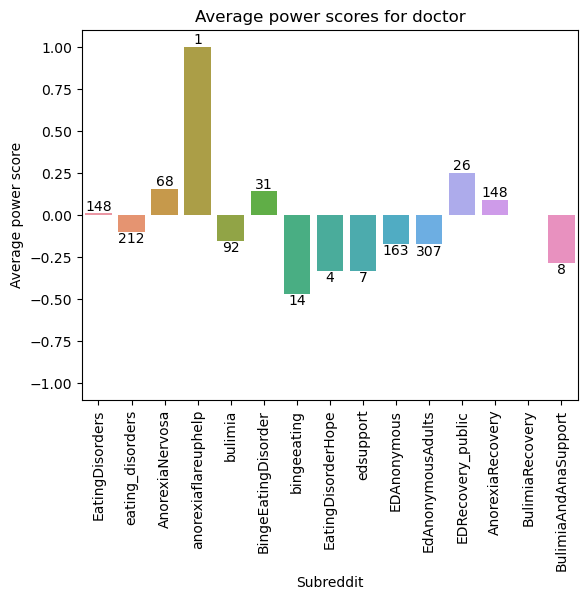 Average power scores for doctor
Average power score
1.00
0.75
0.50
0.25
0.00
−0.25
−0.50
−0.75
−1.00
148
212
68
1
92
31
14
4
7
163
307
26
148
8
EatingDisorders
eating_disorders
AnorexiaNervosa
anorexiaflareuphelp
bulimia
BingeEatingDisorder
bingeeating
EatingDisorderHope
edsupport
EDAnonymous
EdAnonymousAdults
EDRecovery_public
AnorexiaRecovery
BulimiaRecovery
BulimiaAndAnaSupport
Subreddit